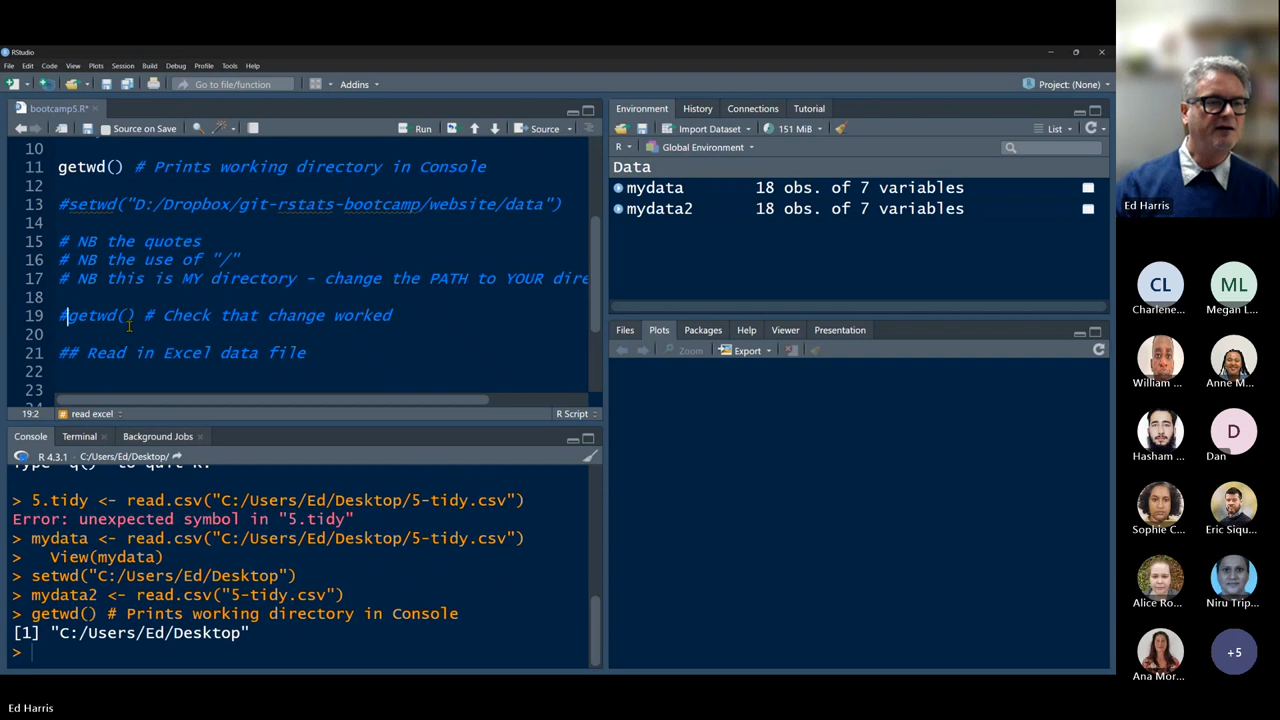 RStudio
File Edit Code View Plots Session Build Debug Profile Tools Help
Go to file/function
Addins
Project: (None)
bootcamp5.R*
Source on Save
Run
Source
10
11 getwd() # Prints working directory in Console
12
13 #setwd("D:/Dropbox/git-rstats-bootcamp/website/data")
14
15 # NB the quotes
16 # NB the use of "/"
17 # NB this is MY directory - change the PATH to YOUR dire
18
19 #getwd() # Check that change worked
20
21 ## Read in Excel data file
22
23
19:2 read excel
R Script
Console Terminal Background Jobs
R 4.3.1 · C:/Users/Ed/Desktop/
Type 'q()' to quit R.
> 5.tidy <- read.csv("C:/Users/Ed/Desktop/5-tidy.csv")
Error: unexpected symbol in "5.tidy"
> mydata <- read.csv("C:/Users/Ed/Desktop/5-tidy.csv")
> View(mydata)
> setwd("C:/Users/Ed/Desktop")
> mydata2 <- read.csv("5-tidy.csv")
> getwd() # Prints working directory in Console
[1] "C:/Users/Ed/Desktop"
>
Environment History Connections Tutorial
Import Dataset
151 MiB
List
R
Global Environment
Data
mydata 18 obs. of 7 variables
mydata2 18 obs. of 7 variables
Files Plots Packages Help Viewer Presentation
Zoom
Export
Ed Harris
CL
ML
Charlene...
Megan L...
William ...
Anne M...
D
Hasham ...
Dan
Sophie C...
Eric Siqu...
Alice Ro...
Niru Trip...
+5
Ana Mor...
Ed Harris